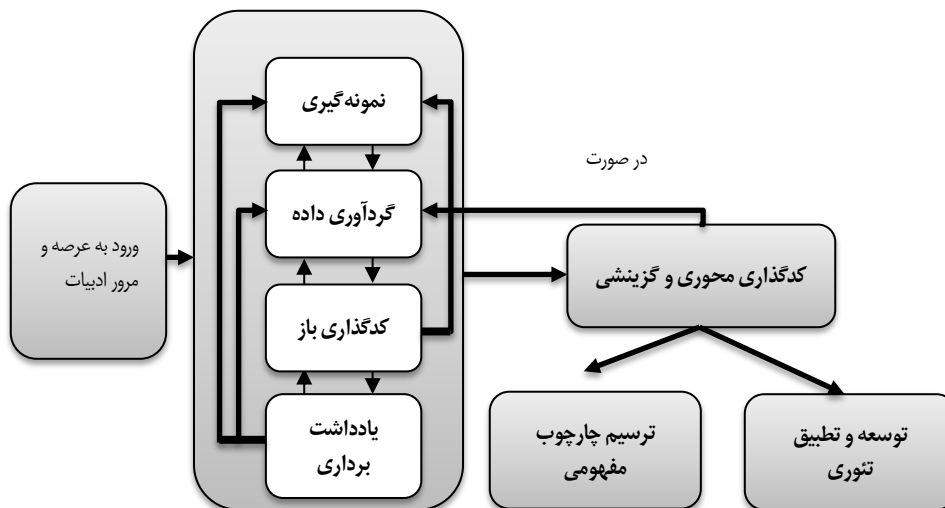 نمونه‌گیری
در صورت
گردآوری داده
ورود به عرصه و
مرور ادبیات
کدگذاری محوری و گزینشی
کدگذاری باز
یادداشت
برداری
ترسیم چارچوب
مفهومی
توسعه و تطبیق
تئوری